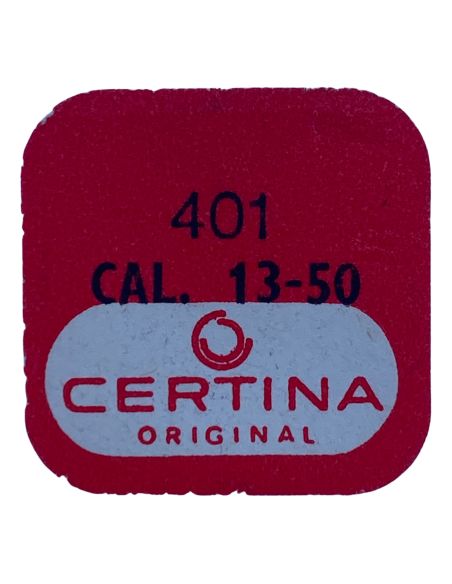 401
CAL. 13-50
CERTINA
ORIGINAL